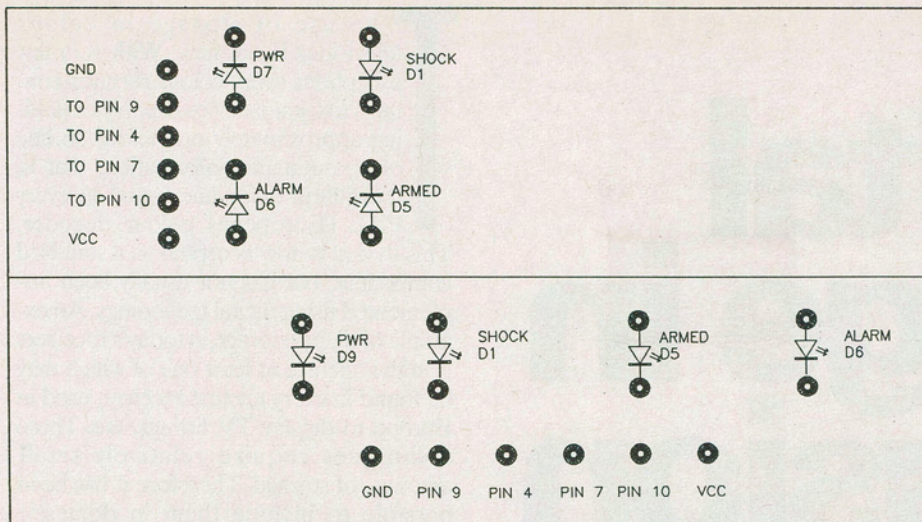 PWR
D7
SHOCK
D1
GND
TO PIN 9
TO PIN 4
TO PIN 7
TO PIN 10
VCC
ALARM
D6
ARMED
D5
PWR
D9
SHOCK
D1
ARMED
D5
ALARM
D6
GND PIN 9 PIN 4 PIN 7 PIN 10 VCC